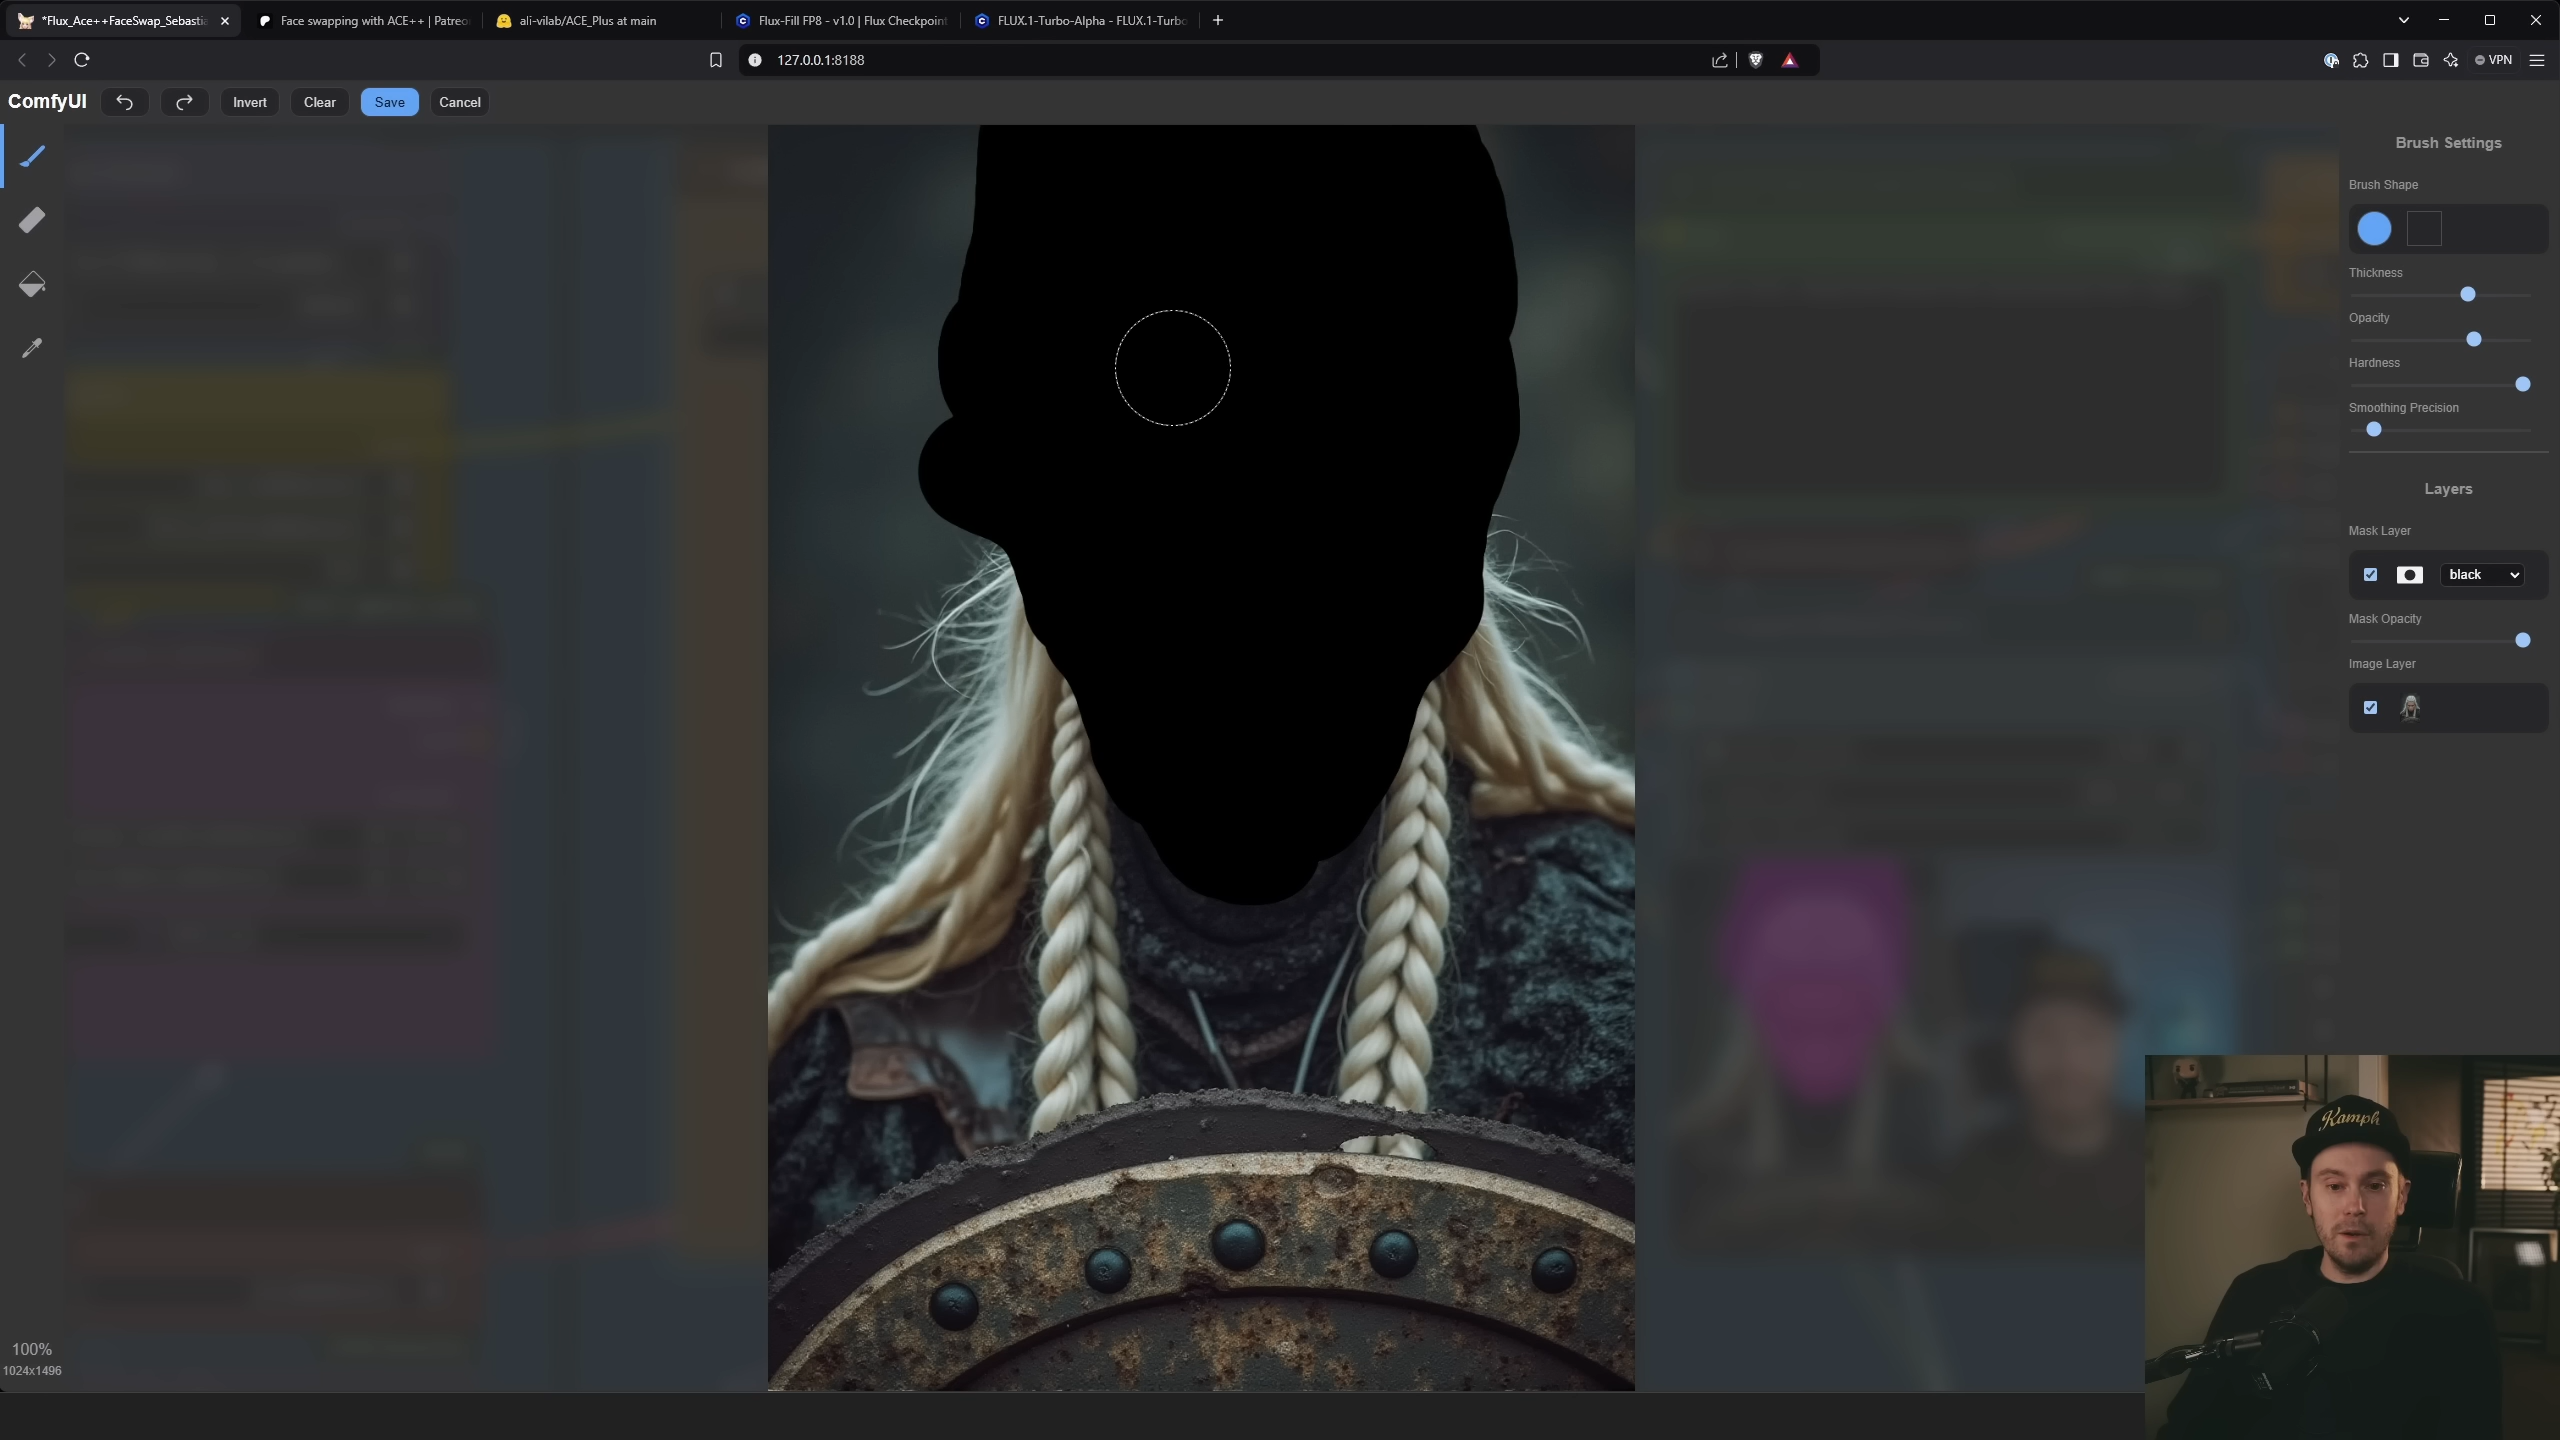 *Flux_Ace++FaceSwap_Sebastia
Face swapping with ACE++ | Patreo
ali-vilab/ACE_Plus at main
Flux-Fill FP8 - v1.0 | Flux Checkpoint
FLUX.1-Turbo-Alpha - FLUX.1-Turbo
127.0.0.1:8188
VPN
ComfyUI
Invert
Clear
Save
Cancel
Brush Settings
Brush Shape
Thickness
Opacity
Hardness
Smoothing Precision
Layers
Mask Layer
black
Mask Opacity
Image Layer
Kamph
100%
1024x1496